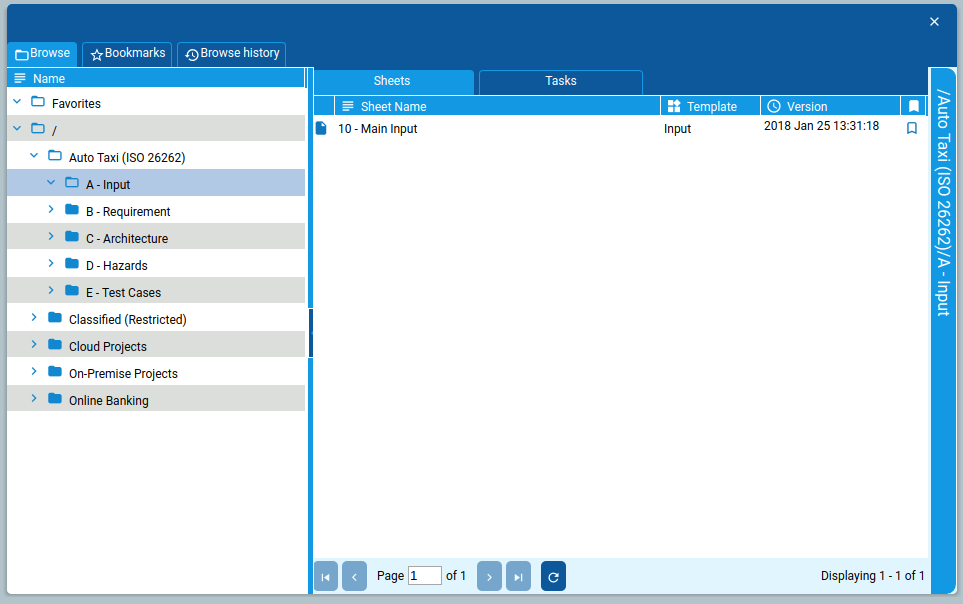 Browse Bookmarks Browse history
Name
Favorites
/
Auto Taxi (ISO 26262)
A - Input
B - Requirement
C - Architecture
D - Hazards
E - Test Cases
Classified (Restricted)
Cloud Projects
On-Premise Projects
Online Banking
Sheets Tasks
Sheet Name Template Version
10 - Main Input Input 2018 Jan 25 13:31:18
Page 1 of 1 Displaying 1 - 1 of 1
/Auto Taxi (ISO 26262)/A - Input